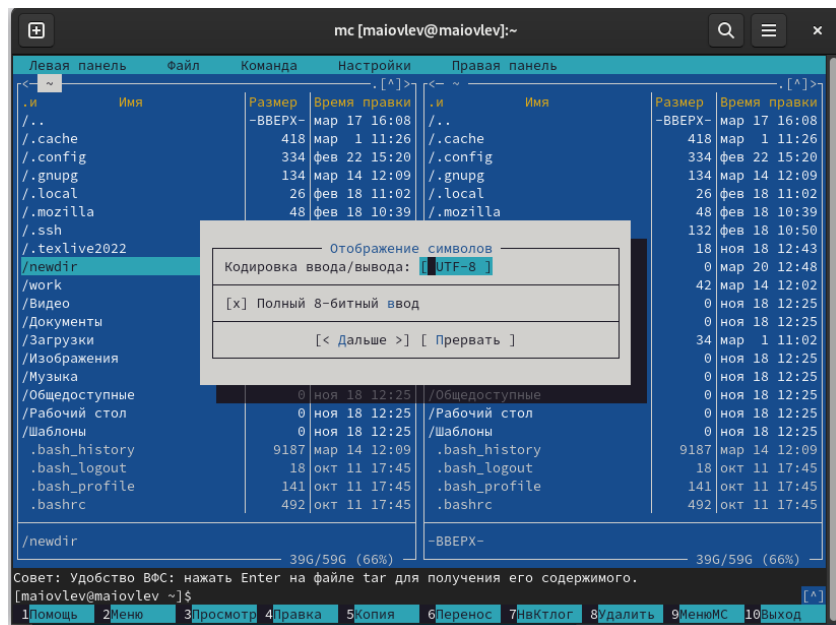 mc [maiovlev@maiovlev]:~
Левая панель Файл Команда Настройки Правая панель
<- ~ .[^]> <- ~ .[^]>
.и Имя Размер Время правки .и Имя Размер Время правки
/.. -ВВЕРХ- мар 17 16:08 /.. -ВВЕРХ- мар 17 16:08
/.cache 418 мар 1 11:26 /.cache 418 мар 1 11:26
/.config 334 фев 22 15:20 /.config 334 фев 22 15:20
/.gnupg 134 мар 14 12:09 /.gnupg 134 мар 14 12:09
/.local 26 фев 18 11:02 /.local 26 фев 18 11:02
/.mozilla 48 фев 18 10:39 /.mozilla 48 фев 18 10:39
/.ssh 132 фев 18 10:50
/.texlive2022 Отображение символов 18 ноя 18 12:43
/newdir Кодировка ввода/вывода: [ UTF-8 ] 0 мар 20 12:48
/work 42 мар 14 12:02
/Видео [x] Полный 8-битный ввод 0 ноя 18 12:25
/Документы 0 ноя 18 12:25
/Загрузки [< Дальше >] [ Прервать ] 34 мар 1 11:02
/Изображения 0 ноя 18 12:25
/Музыка 0 ноя 18 12:25
/Общедоступные 0 ноя 18 12:25 /Общедоступные 0 ноя 18 12:25
/Рабочий стол 0 ноя 18 12:25 /Рабочий стол 0 ноя 18 12:25
/Шаблоны 0 ноя 18 12:25 /Шаблоны 0 ноя 18 12:25
.bash_history 9187 мар 14 12:09 .bash_history 9187 мар 14 12:09
.bash_logout 18 окт 11 17:45 .bash_logout 18 окт 11 17:45
.bash_profile 141 окт 11 17:45 .bash_profile 141 окт 11 17:45
.bashrc 492 окт 11 17:45 .bashrc 492 окт 11 17:45
/newdir -ВВЕРХ-
39G/59G (66%) 39G/59G (66%)
Совет: Удобство ВФС: нажать Enter на файле tar для получения его содержимого.
[maiovlev@maiovlev ~]$ [^]
1Помощь 2Меню 3Просмотр 4Правка 5Копия 6Перенос 7НвКтлог 8Удалить 9МенюМС 10Выход